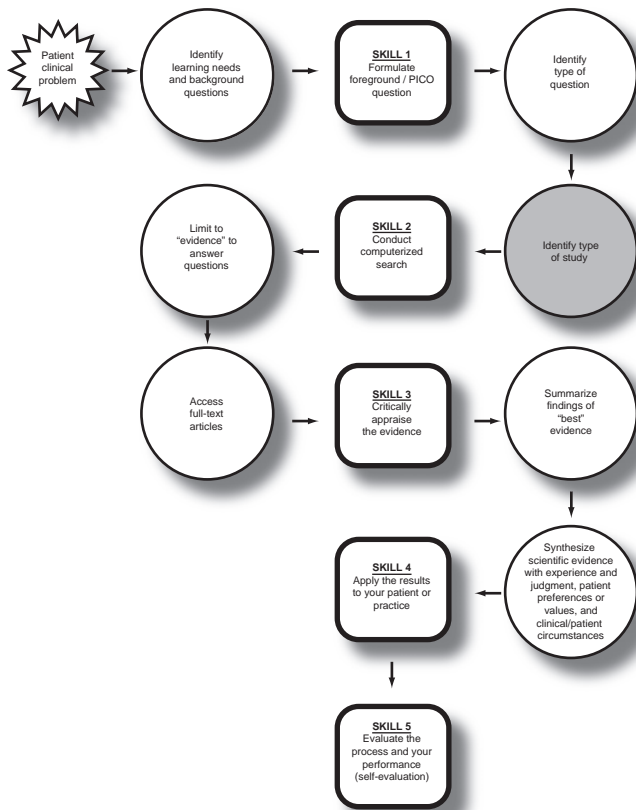 Patient
clinical
problem
Identify
learning needs
and background
questions
SKILL 1
Formulate
foreground / PICO
question
Identify
type of
question
Identify type
of study
SKILL 2
Conduct
computerized
search
Limit to
“evidence” to
answer
questions
Access
full-text
articles
SKILL 3
Critically
appraise
the evidence
Summarize
findings of
“best”
evidence
Synthesize
scientific evidence
with experience and
judgment, patient
preferences or
values, and
clinical/patient
circumstances
SKILL 4
Apply the results
to your patient or
practice
SKILL 5
Evaluate the
process and your
performance
(self-evaluation)